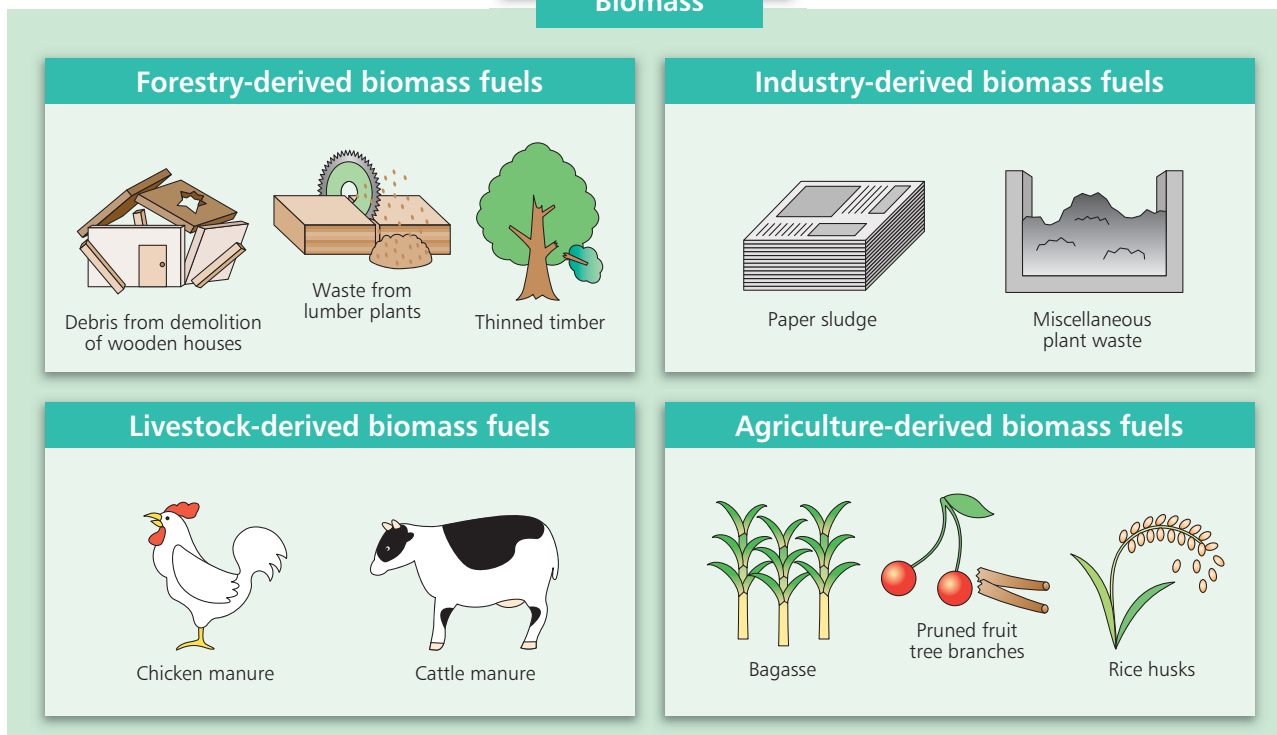 Biomass
Forestry-derived biomass fuels
Debris from demolition
of wooden houses
Waste from
lumber plants
Thinned timber
Industry-derived biomass fuels
Paper sludge
Miscellaneous
plant waste
Livestock-derived biomass fuels
Chicken manure
Cattle manure
Agriculture-derived biomass fuels
Bagasse
Pruned fruit
tree branches
Rice husks